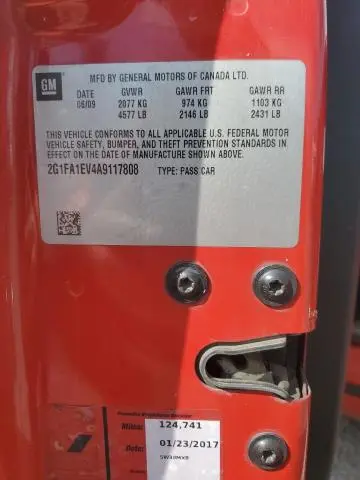 GM
MFD BY GENERAL MOTORS OF CANADA LTD.
DATE GVWR GAWR FRT GAWR RR
06/09 2077 KG 974 KG 1103 KG
4577 LB 2146 LB 2431 LB
THIS VEHICLE CONFORMS TO ALL APPLICABLE U.S. FEDERAL MOTOR
VEHICLE SAFETY, BUMPER, AND THEFT PREVENTION STANDARDS IN
EFFECT ON THE DATE OF MANUFACTURE SHOWN ABOVE.
2G1FA1EV4A9117808 TYPE: PASS CAR
Mileage: 124,741
Date: 01/23/2017